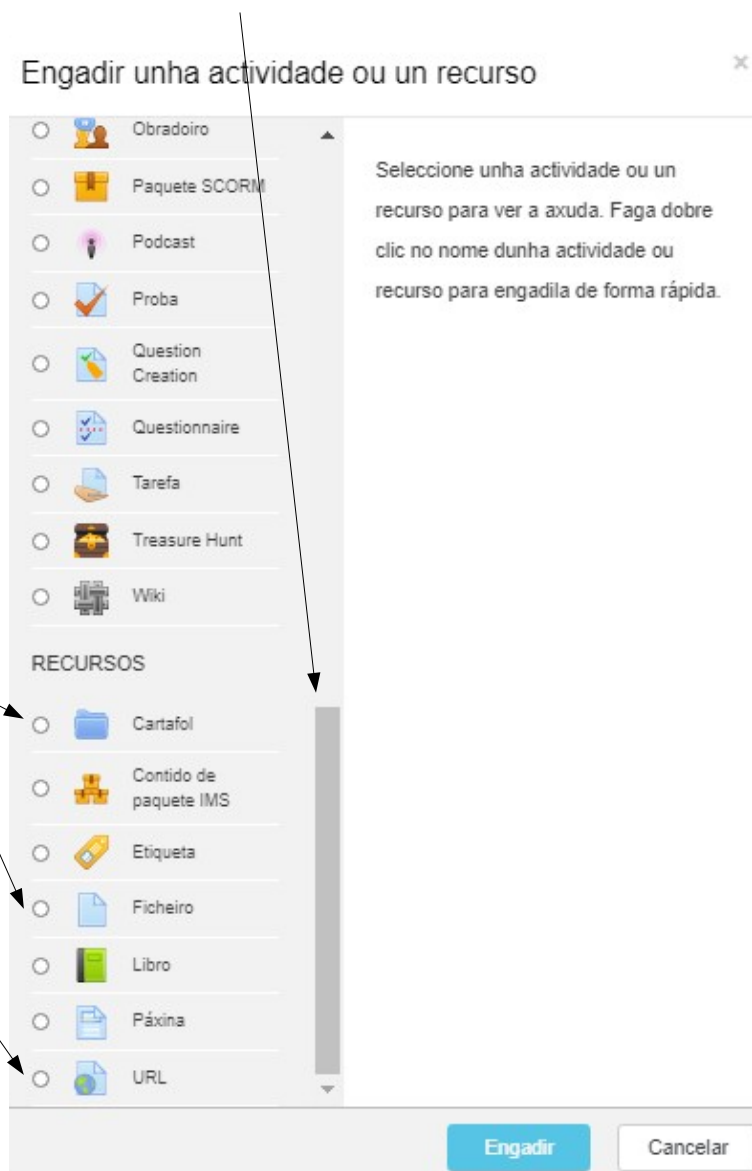 Engadir unha actividade ou un recurso
×
Obradoiro
Paquete SCORM
Podcast
Proba
Question
Creation
Questionnaire
Tarefa
Treasure Hunt
Wiki
RECURSOS
Cartafol
Contido de
paquete IMS
Etiqueta
Ficheiro
Libro
Páxina
URL
Seleccione unha actividade ou un
recurso para ver a axuda. Faga dobre
clic no nome dunha actividade ou
recurso para engadila de forma rápida.
Engadir
Cancelar